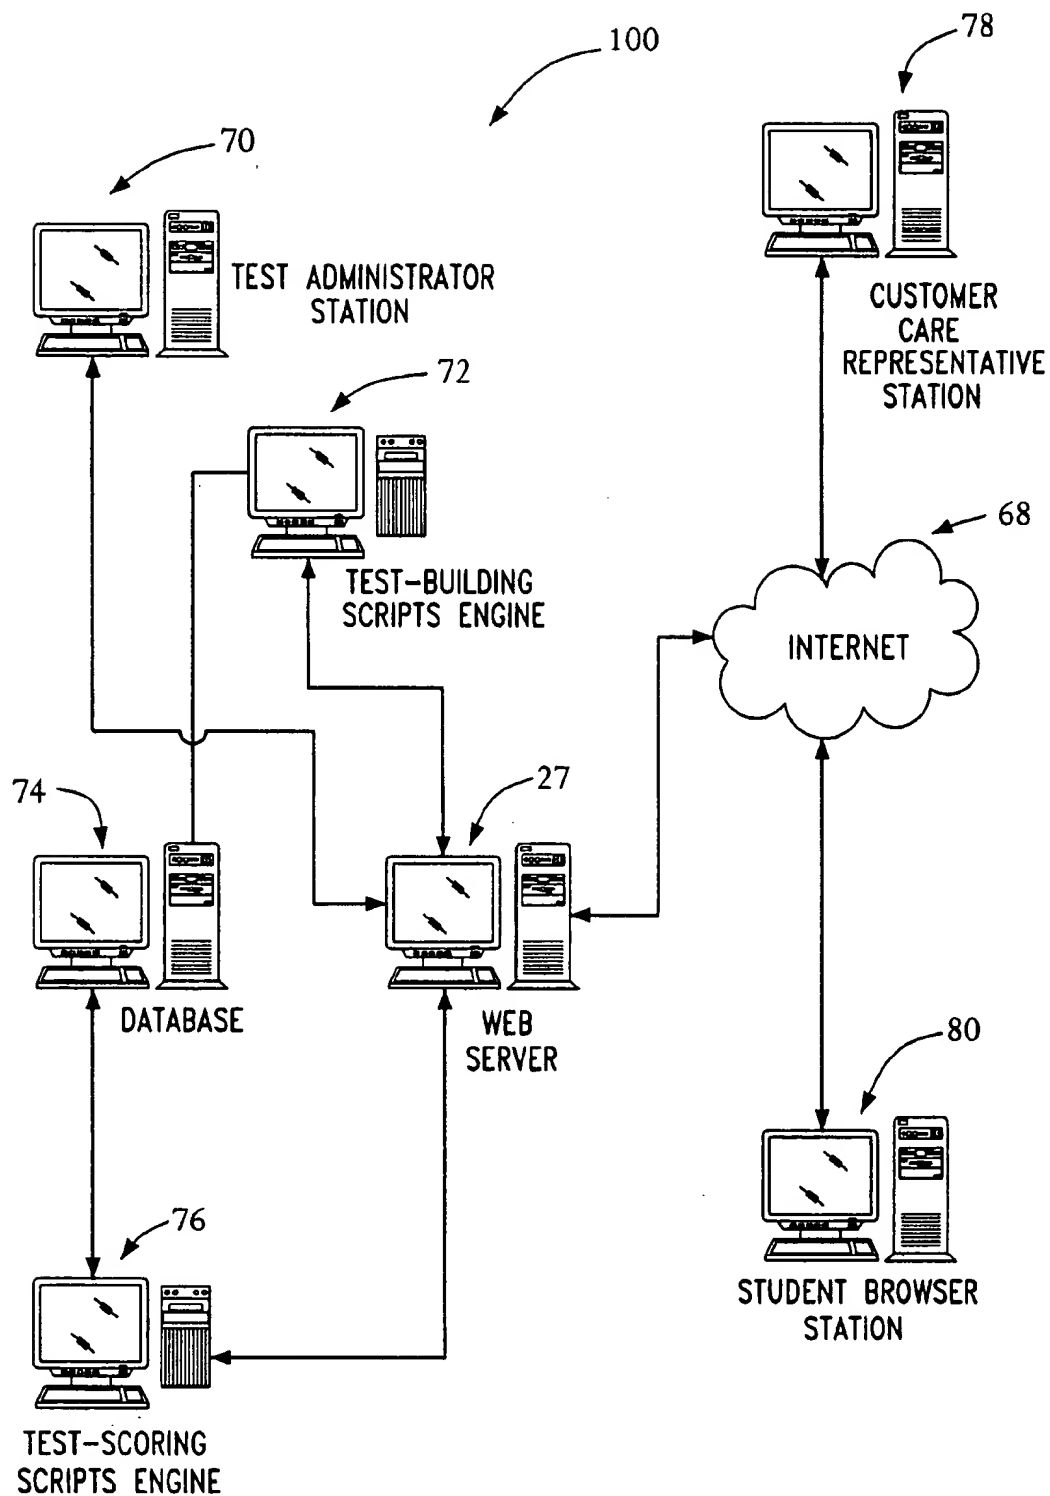 100
78
70
TEST ADMINISTRATOR
STATION
CUSTOMER
CARE
REPRESENTATIVE
STATION
72
68
TEST-BUILDING
SCRIPTS ENGINE
INTERNET
74
27
DATABASE
WEB
SERVER
80
76
STUDENT BROWSER
STATION
TEST-SCORING
SCRIPTS ENGINE